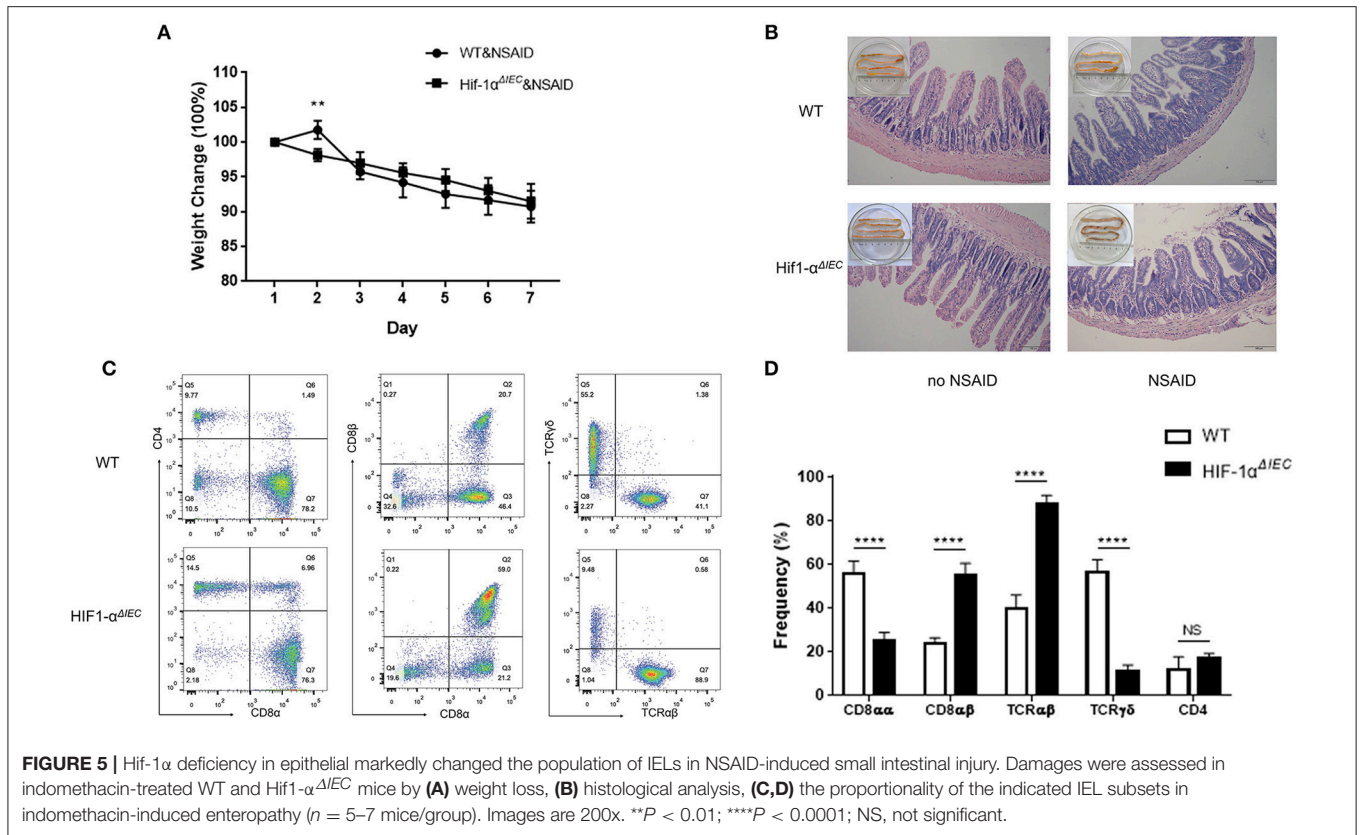 A
WT&NSAID
Hif-1α^ΔIEC&NSAID
**
Weight Change (100%)
110
105
100
95
90
85
80
1 2 3 4 5 6 7
Day
B
WT
Hif1-α^ΔIEC
no NSAID NSAID
C
WT
Q5
9.77
Q6
1.49
Q8
10.5
Q7
78.2
CD4
Q1
0.27
Q2
20.7
Q4
32.6
Q3
46.4
CD8β
Q5
55.2
Q6
1.38
Q8
2.27
Q7
41.1
TCRγδ
HIF1-α^ΔIEC
Q5
14.5
Q6
6.96
Q8
2.18
Q7
76.3
CD8α
Q1
0.22
Q2
59.0
Q4
19.6
Q3
21.2
CD8α
Q5
9.48
Q6
0.58
Q8
1.04
Q7
88.9
TCRαβ
D
WT
HIF-1α^ΔIEC
Frequency (%)
100
80
60
40
20
0
**** **** **** **** NS
CD8αα CD8αβ TCRαβ TCRγδ CD4
FIGURE 5 | Hif-1α deficiency in epithelial markedly changed the population of IELs in NSAID-induced small intestinal injury. Damages were assessed in
indomethacin-treated WT and Hif1-α^ΔIEC mice by (A) weight loss, (B) histological analysis, (C,D) the proportionality of the indicated IEL subsets in
indomethacin-induced enteropathy (n = 5–7 mice/group). Images are 200x. **P < 0.01; ****P < 0.0001; NS, not significant.